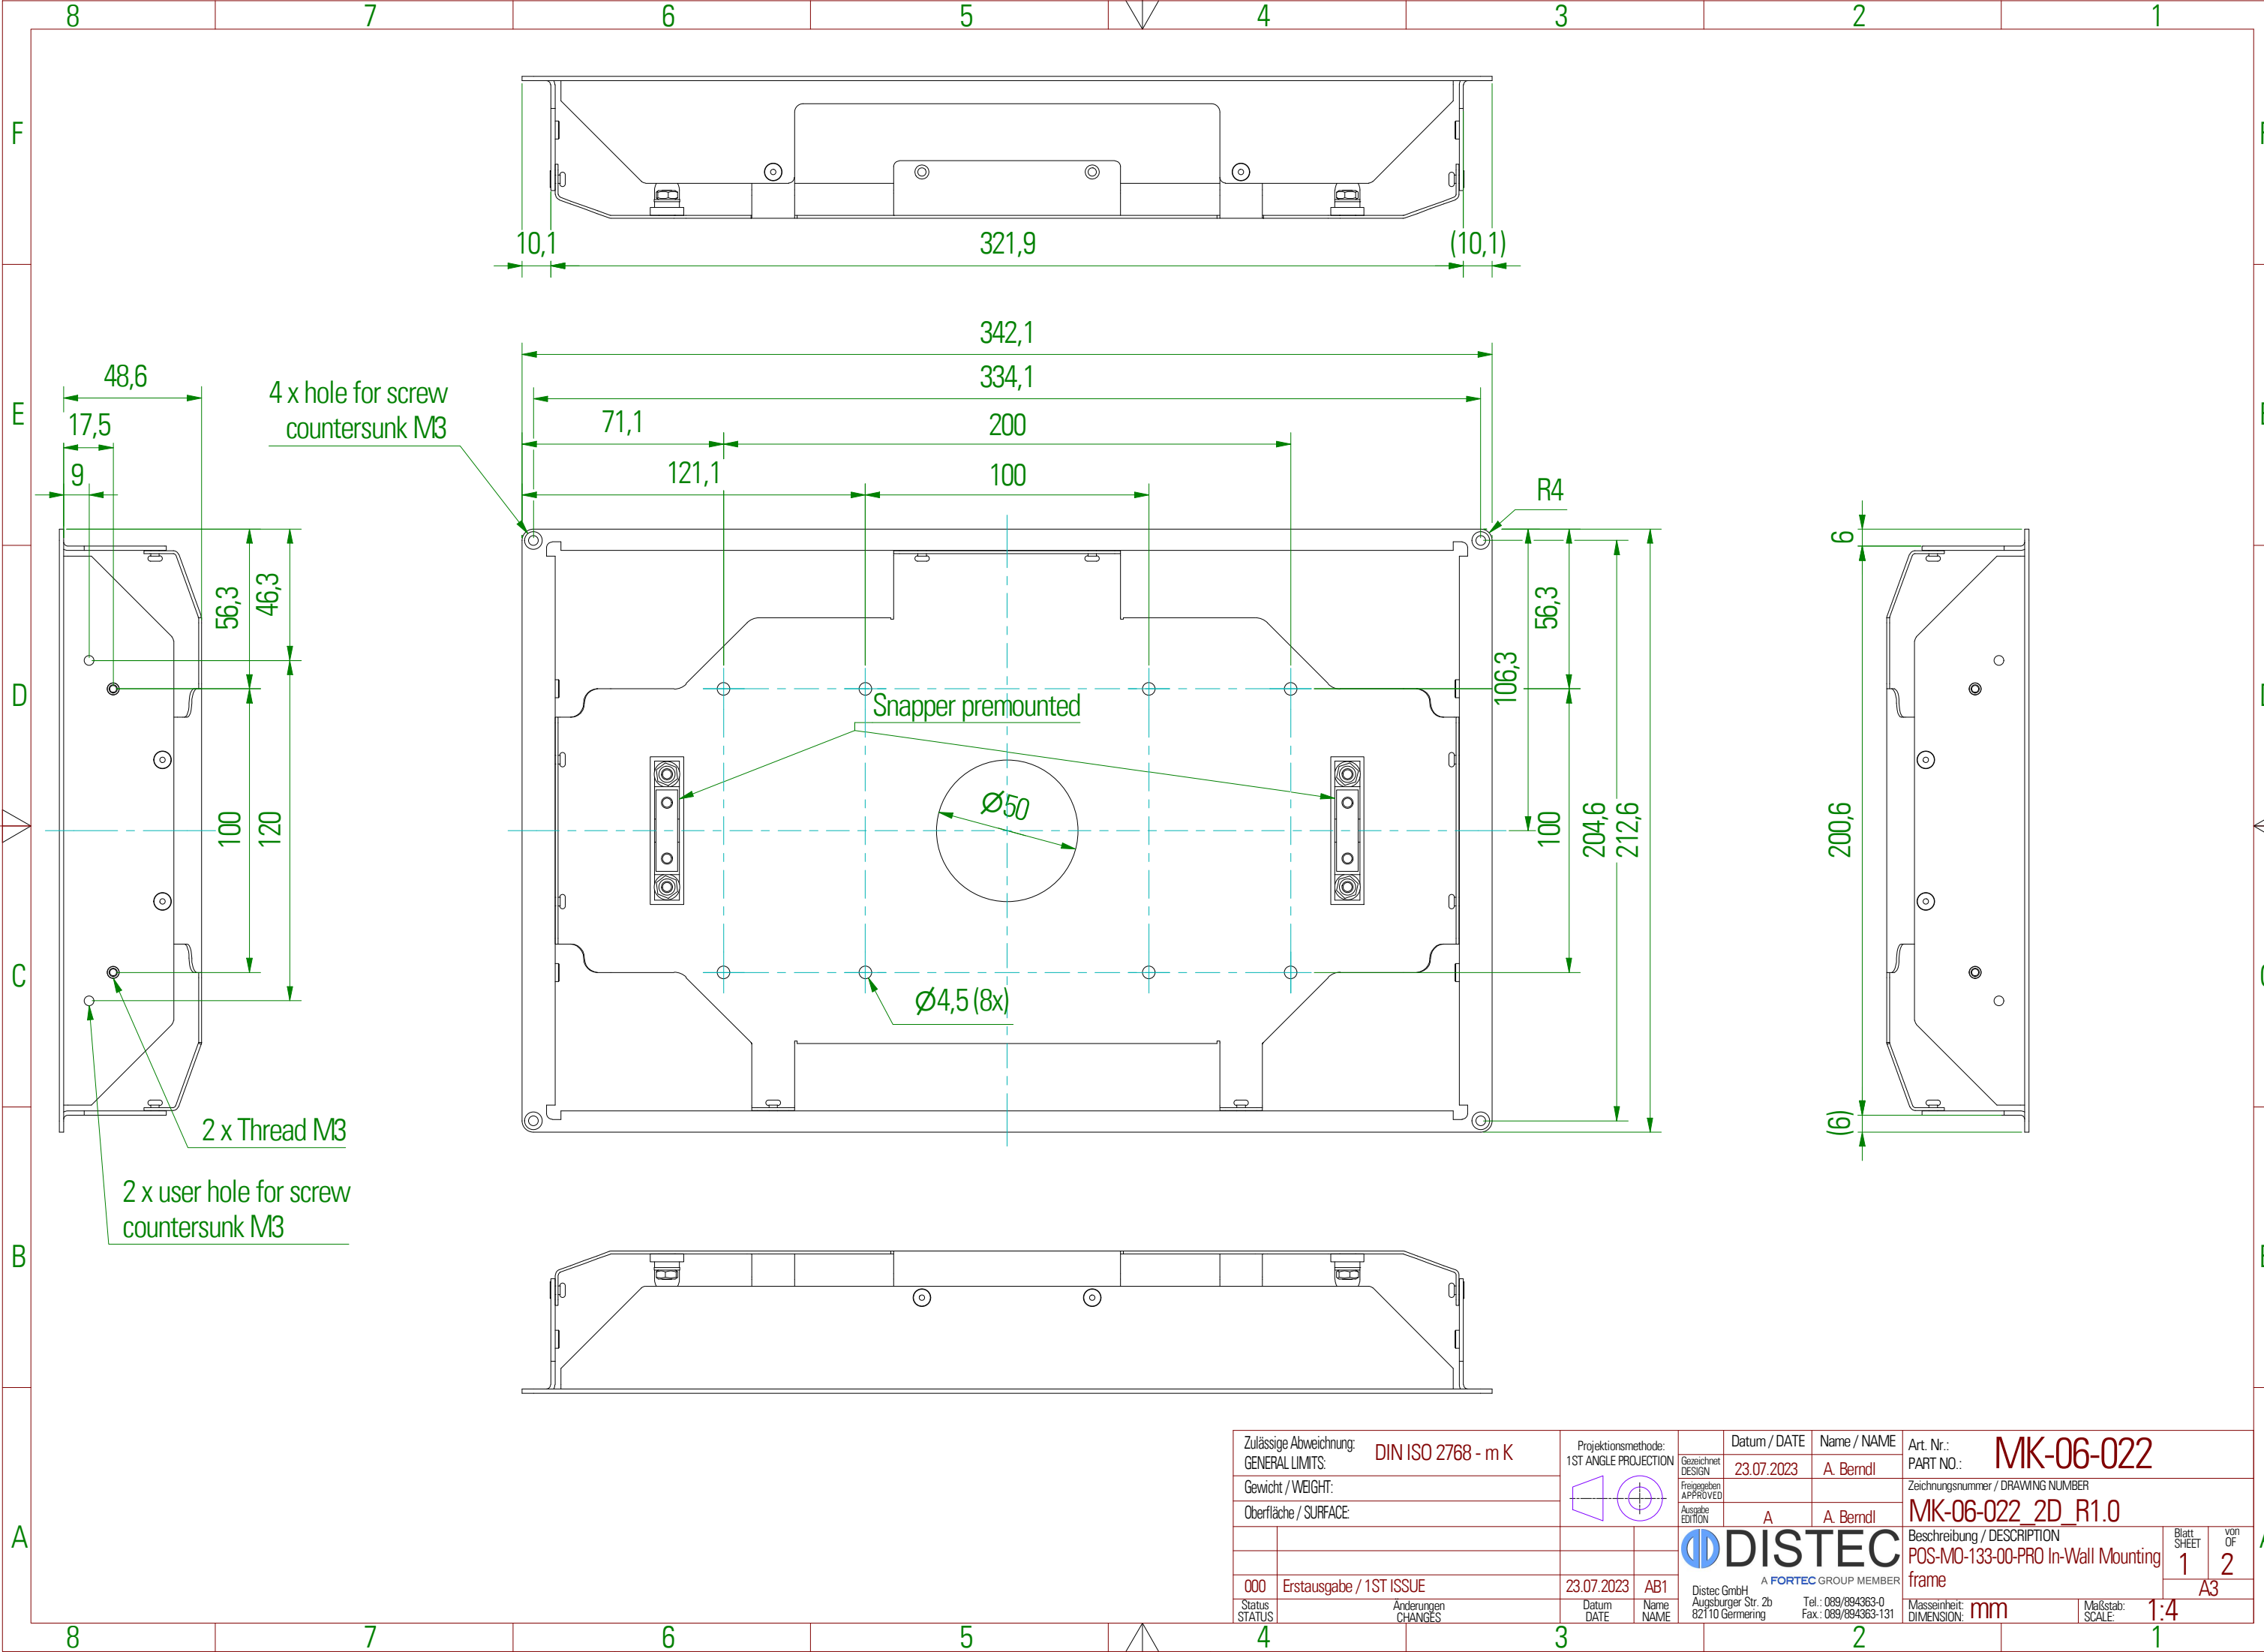 8 7 6 5 4 3 2 1
F
10,1 321,9 (10,1)
342,1
48,6
334,1
E
4 x hole for screw
countersunk M3
17,5
71,1 200
9
121,1 100
R4
6
56,3
46,3
56,3
106,3
D
Snapper premounted
Ø50
100
120
100
204,6
212,6
200,6
C
Ø4,5 (8x)
2 x Thread M3
(6)
2 x user hole for screw
countersunk M3
B
A
Zulässige Abweichung:
GENERAL LIMITS:
DIN ISO 2768 - m K
Gewicht / WEIGHT:
Oberfläche / SURFACE:
Projektionsmethode:
1ST ANGLE PROJECTION
Datum / DATE Name / NAME
Gezeichnet
DESIGN
23.07.2023 A. Berndl
Freigegeben
APPROVED
Ausgabe
EDITION
A A. Berndl
Art. Nr.:
PART NO.:
MK-06-022
Zeichnungsnummer / DRAWING NUMBER
MK-06-022_2D_R1.0
Beschreibung / DESCRIPTION
POS-MO-133-00-PRO In-Wall Mounting
frame
Blatt
SHEET
1
von
OF
2
A3
DISTEC
A FORTEC GROUP MEMBER
Distec GmbH
Augsburger Str. 2b
82110 Germering
Tel.: 089/894363-0
Fax.: 089/894363-131
Masseinheit:
DIMENSION:
mm
Maßstab:
SCALE:
1:4
000 Erstausgabe / 1ST ISSUE 23.07.2023 AB1
Status
STATUS
Änderungen
CHANGES
Datum
DATE
Name
NAME
8 7 6 5 4 3 2 1